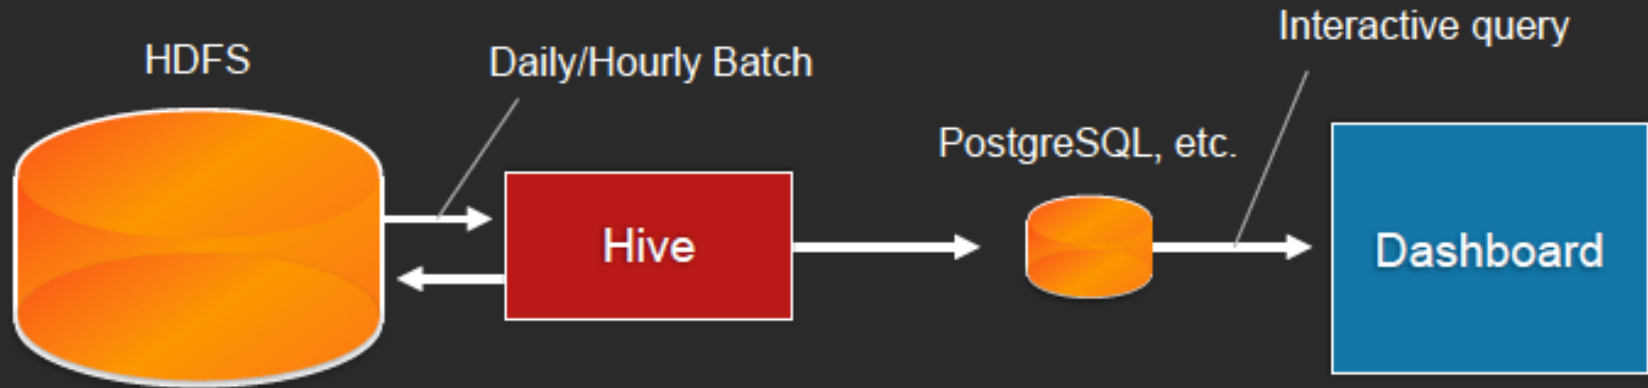 HDFS
Daily/Hourly Batch
Interactive query
PostgreSQL, etc.
Hive
Dashboard